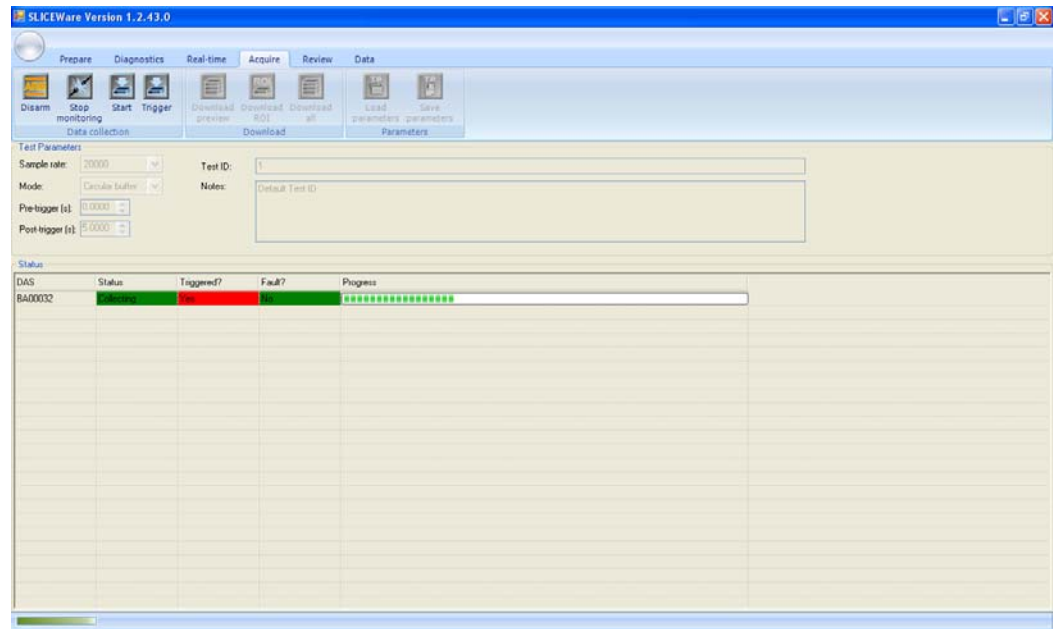 SLICEWare Version 1.2.43.0
Prepare Diagnostics Real-time Acquire Review Data
Disarm Stop monitoring Start Trigger Download preview Download ROI Download all Load parameters Save parameters
Data collection Download Parameters
Test Parameters
Sample rate: 20000 Test ID: 1
Mode: Circular buffer Notes: Default Test ID
Pre-trigger [s]: 0.0000
Post-trigger [s]: 5.0000
Status
DAS Status Triggered? Fault? Progress
BA00032 Collecting Yes No